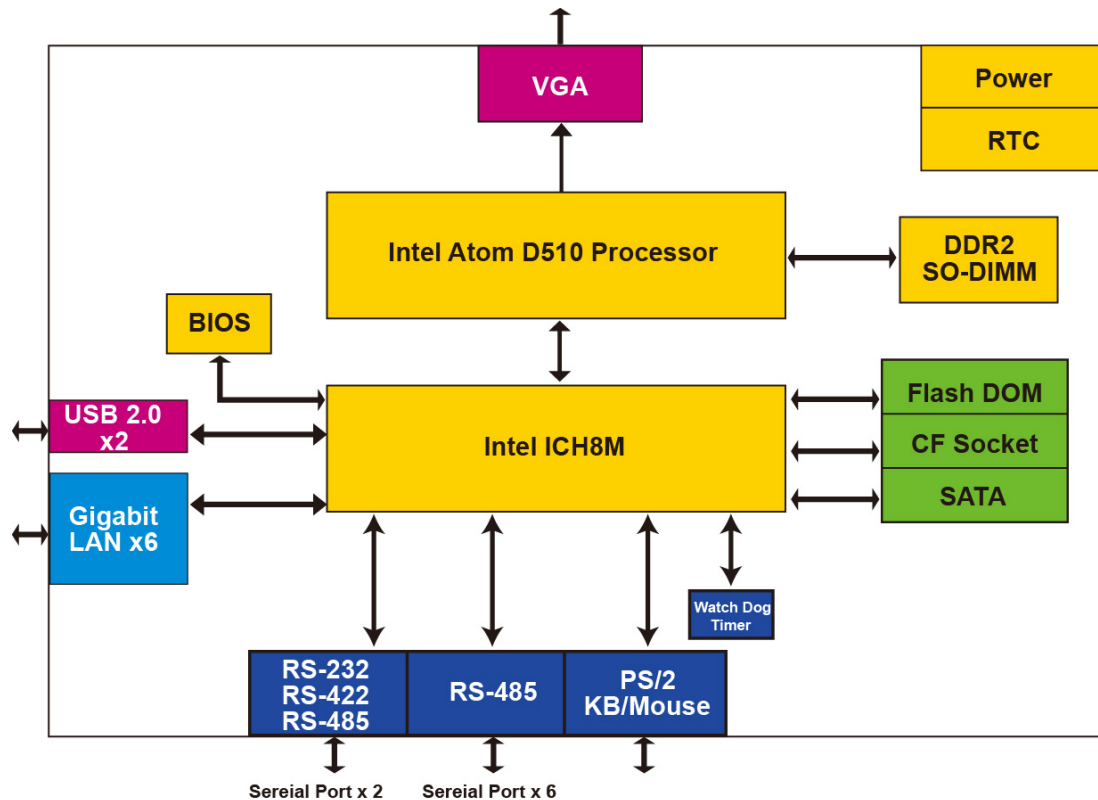 VGA
Power
RTC
Intel Atom D510 Processor
DDR2
SO-DIMM
BIOS
Flash DOM
USB 2.0
x2
Intel ICH8M
CF Socket
SATA
Gigabit
LAN x6
Watch Dog
Timer
RS-232
RS-422
RS-485
RS-485
PS/2
KB/Mouse
Sereial Port x 2
Sereial Port x 6